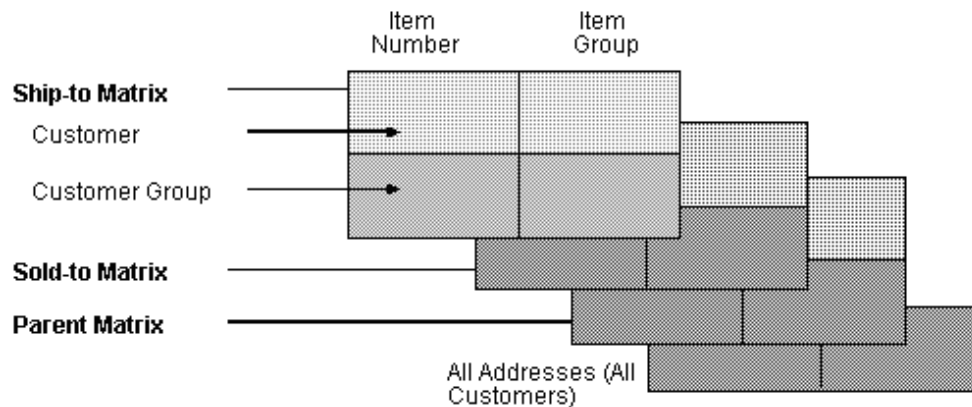 Item Number
Item Group
Ship-to Matrix
Customer
Customer Group
Sold-to Matrix
Parent Matrix
All Addresses (All
Customers)